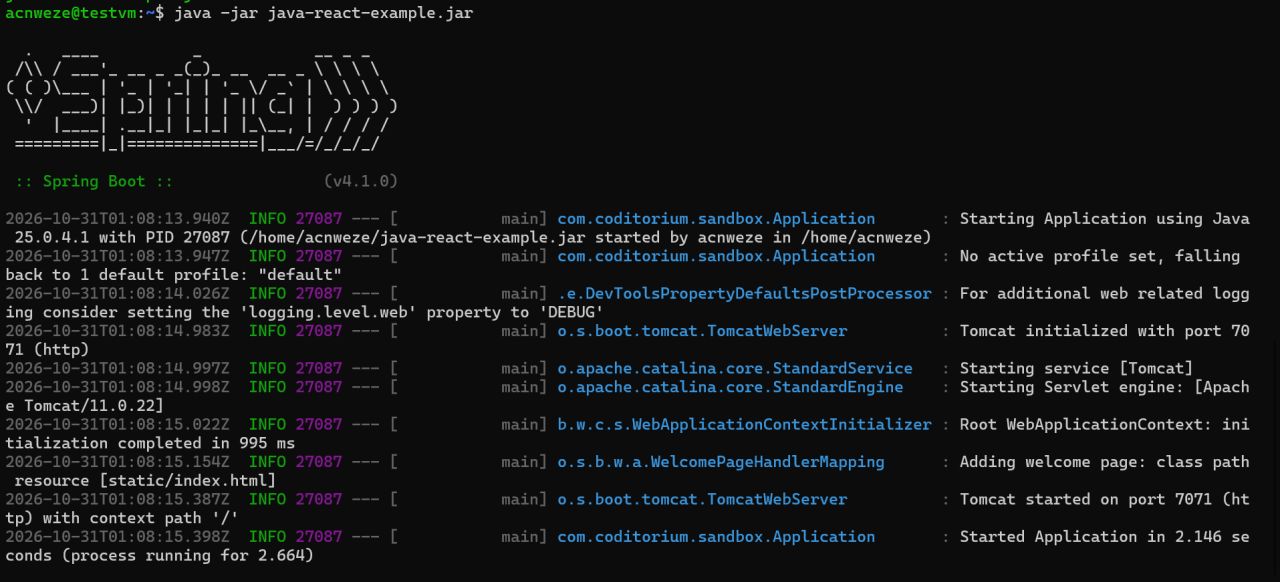 acnweze@testvm:~$ java -jar java-react-example.jar

  .   ____          _            __ _ _
 /\\ / ___'_ __ _ _(_)_ __  __ _ \ \ \ \
( ( )\___ | '_ | '_| | '_ \/ _` | \ \ \ \
 \\/  ___)| |_)| | | | | || (_| |  ) ) ) )
  '  |____| .__|_| |_|_| |_\__, | / / / /
 =========|_|==============|___/=/_/_/_/

 :: Spring Boot ::                (v4.1.0)

2026-10-31T01:08:13.940Z  INFO 27087 --- [           main] com.coditorium.sandbox.Application       : Starting Application using Java
 25.0.4.1 with PID 27087 (/home/acnweze/java-react-example.jar started by acnweze in /home/acnweze)
2026-10-31T01:08:13.947Z  INFO 27087 --- [           main] com.coditorium.sandbox.Application       : No active profile set, falling
back to 1 default profile: "default"
2026-10-31T01:08:14.026Z  INFO 27087 --- [           main] .e.DevToolsPropertyDefaultsPostProcessor : For additional web related logg
ing consider setting the 'logging.level.web' property to 'DEBUG'
2026-10-31T01:08:14.983Z  INFO 27087 --- [           main] o.s.boot.tomcat.TomcatWebServer          : Tomcat initialized with port 70
71 (http)
2026-10-31T01:08:14.997Z  INFO 27087 --- [           main] o.apache.catalina.core.StandardService   : Starting service [Tomcat]
2026-10-31T01:08:14.998Z  INFO 27087 --- [           main] o.apache.catalina.core.StandardEngine    : Starting Servlet engine: [Apach
e Tomcat/11.0.22]
2026-10-31T01:08:15.022Z  INFO 27087 --- [           main] b.w.c.s.WebApplicationContextInitializer : Root WebApplicationContext: ini
tialization completed in 995 ms
2026-10-31T01:08:15.154Z  INFO 27087 --- [           main] o.s.b.w.a.WelcomePageHandlerMapping      : Adding welcome page: class path
 resource [static/index.html]
2026-10-31T01:08:15.387Z  INFO 27087 --- [           main] o.s.boot.tomcat.TomcatWebServer          : Tomcat started on port 7071 (ht
tp) with context path '/'
2026-10-31T01:08:15.398Z  INFO 27087 --- [           main] com.coditorium.sandbox.Application       : Started Application in 2.146 se
conds (process running for 2.664)